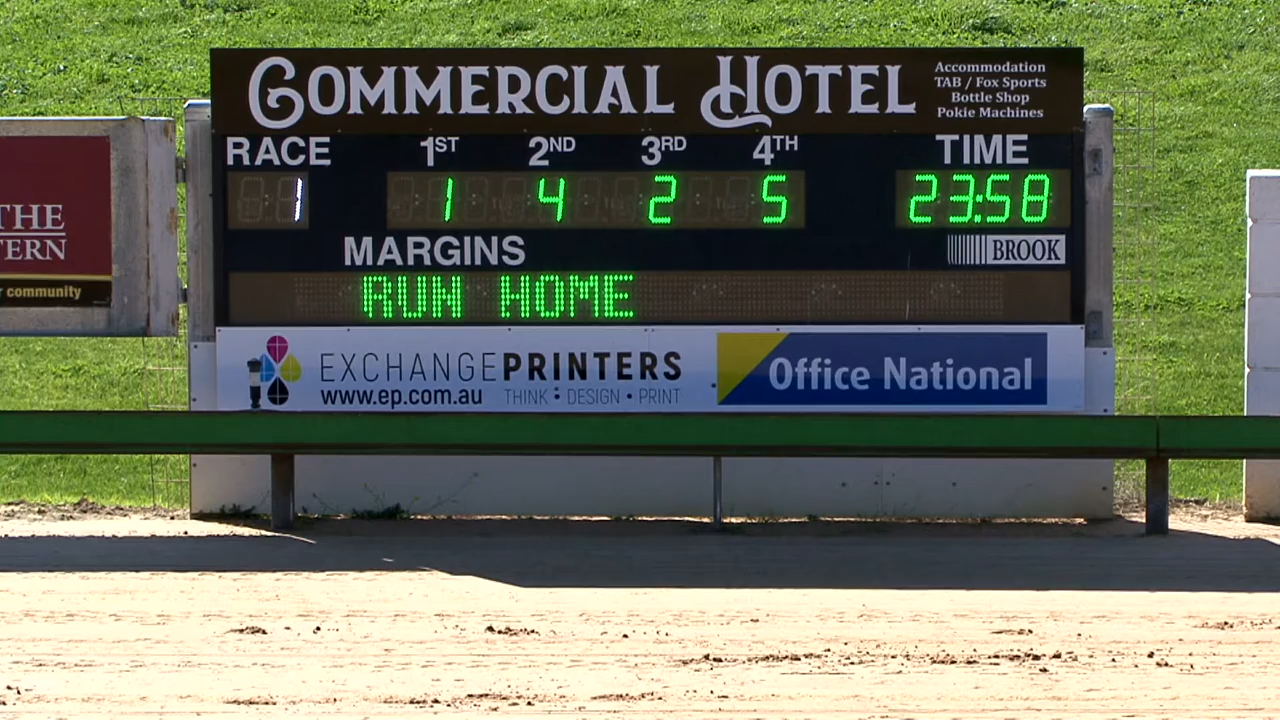 COMMERCIAL HOTEL
Accommodation
TAB / Fox Sports
Bottle Shop
Pokie Machines
RACE 1ST 2ND 3RD 4TH TIME
1 1 4 2 5 23:58
MARGINS
BROOK
RUN HOME
THE
TERN
r community
EXCHANGEPRINTERS
www.ep.com.au THINK : DESIGN • PRINT
Office National